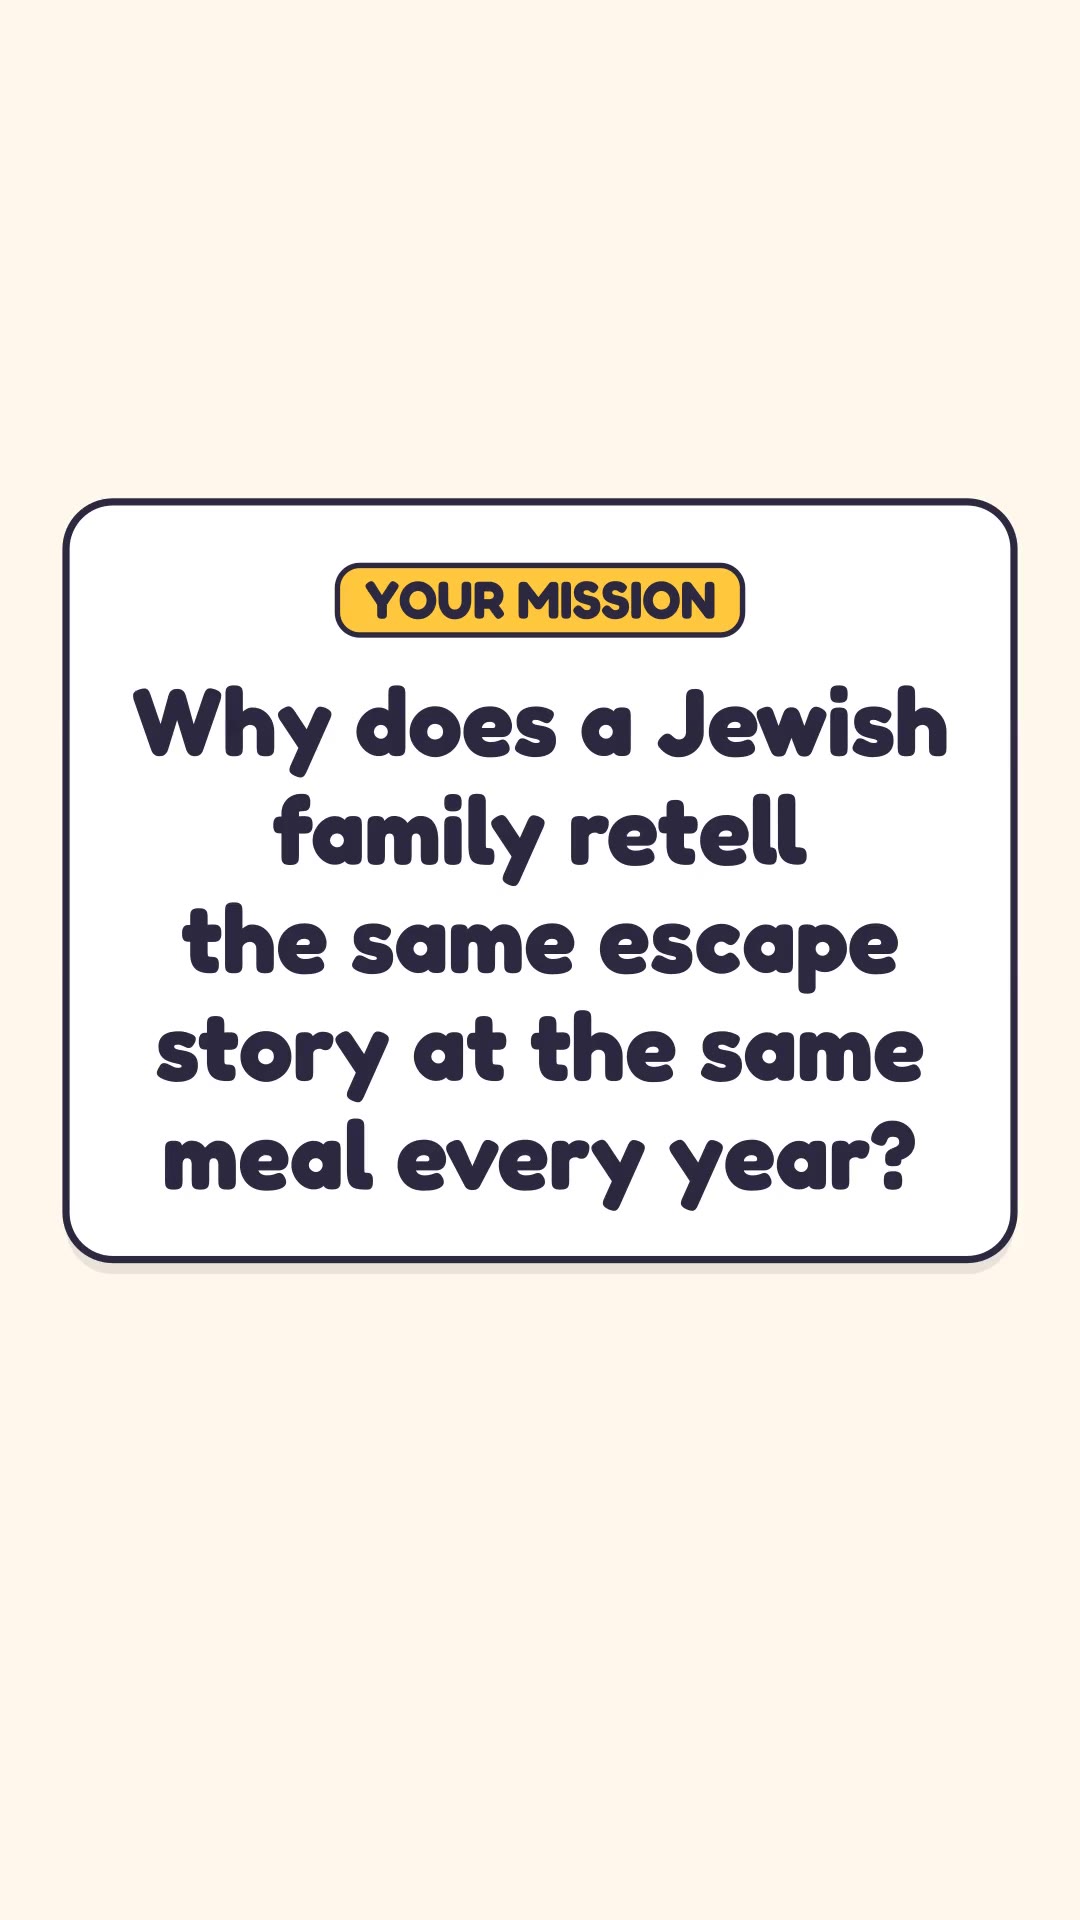 YOUR MISSION
Why does a Jewish
family retell
the same escape
story at the same
meal every year?